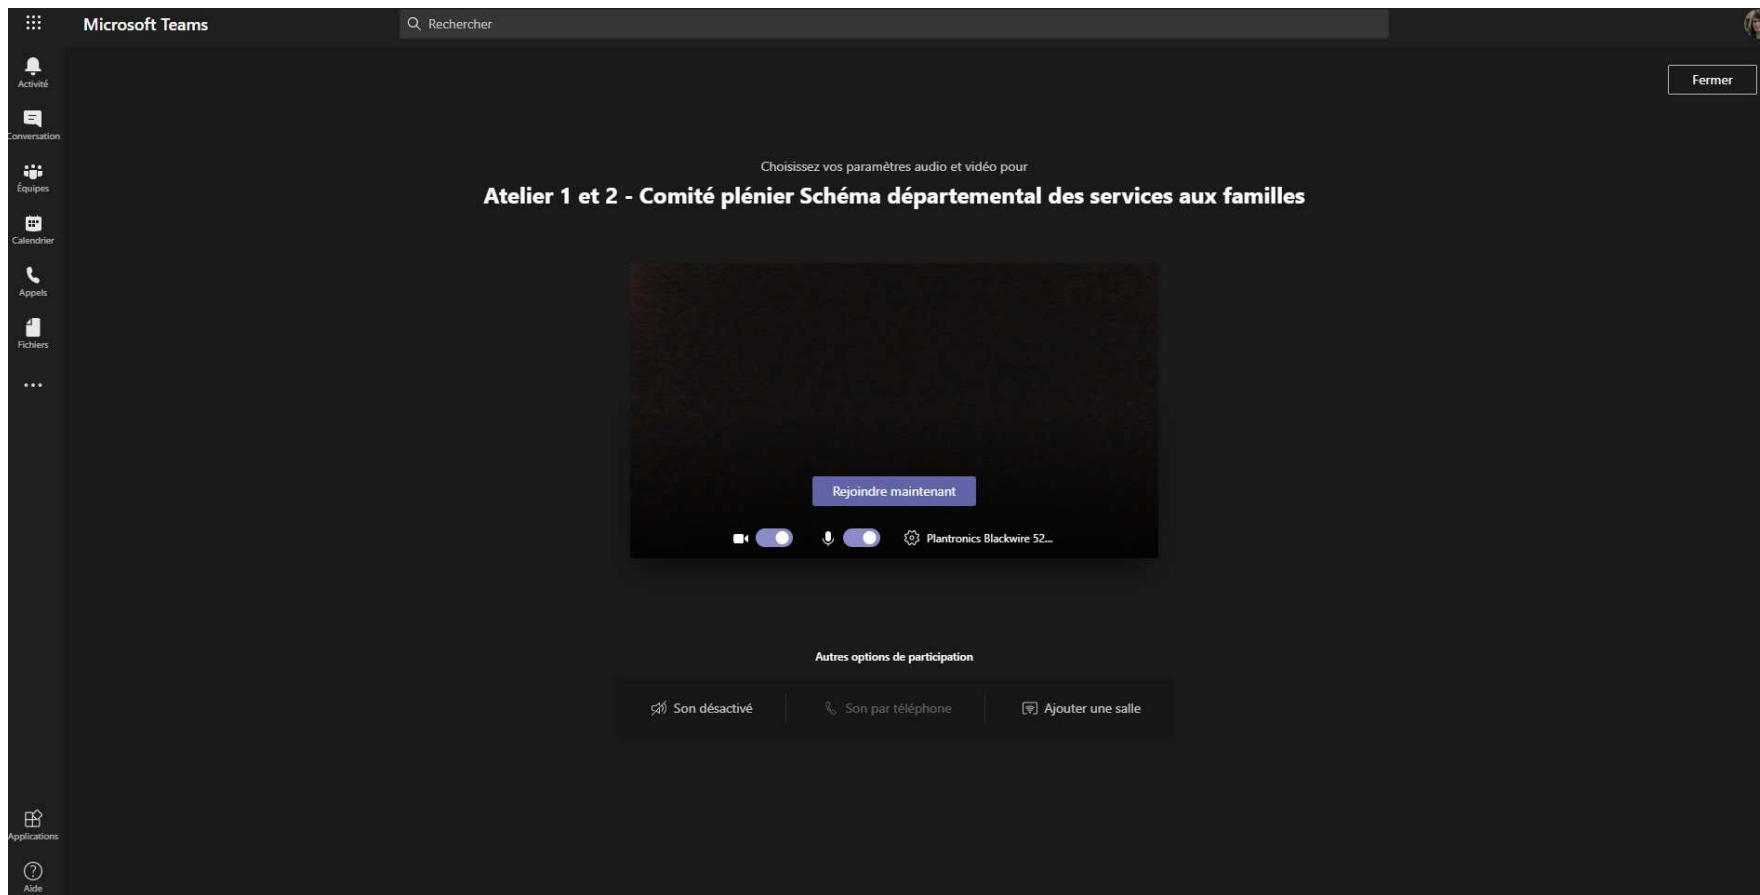 Microsoft Teams
Rechercher
Activité
Fermer
Conversation
Choisissez vos paramètres audio et vidéo pour
Équipes
Atelier 1 et 2 - Comité plénier Schéma départemental des services aux familles
Calendrier
Appels
Fichiers
Rejoindre maintenant
Plantronics Blackwire 52...
Autres options de participation
Son désactivé
Son par téléphone
Ajouter une salle
Applications
Aide